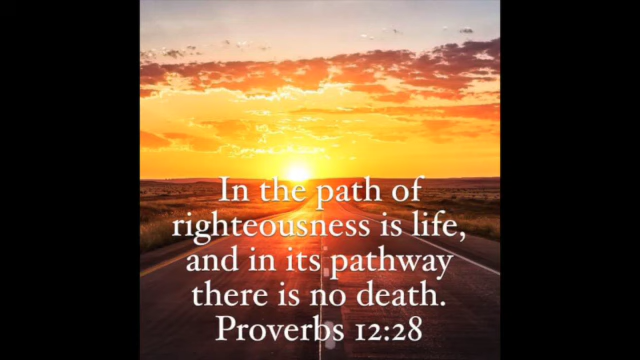 In the path of
righteousness is life,
and in its pathway
there is no death.
Proverbs 12:28